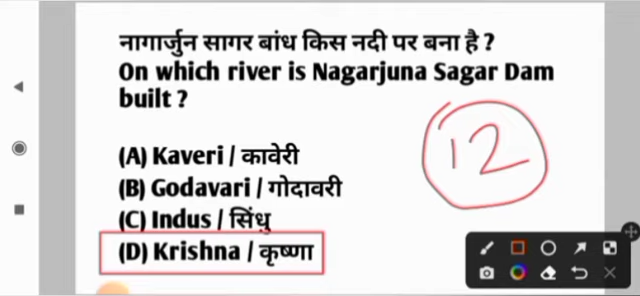 नागार्जुन सागर बांध किस नदी पर बना है ?
On which river is Nagarjuna Sagar Dam
built ?
(A) Kaveri / कावेरी
(B) Godavari / गोदावरी
(C) Indus / सिंधु
(D) Krishna / कृष्णा
12